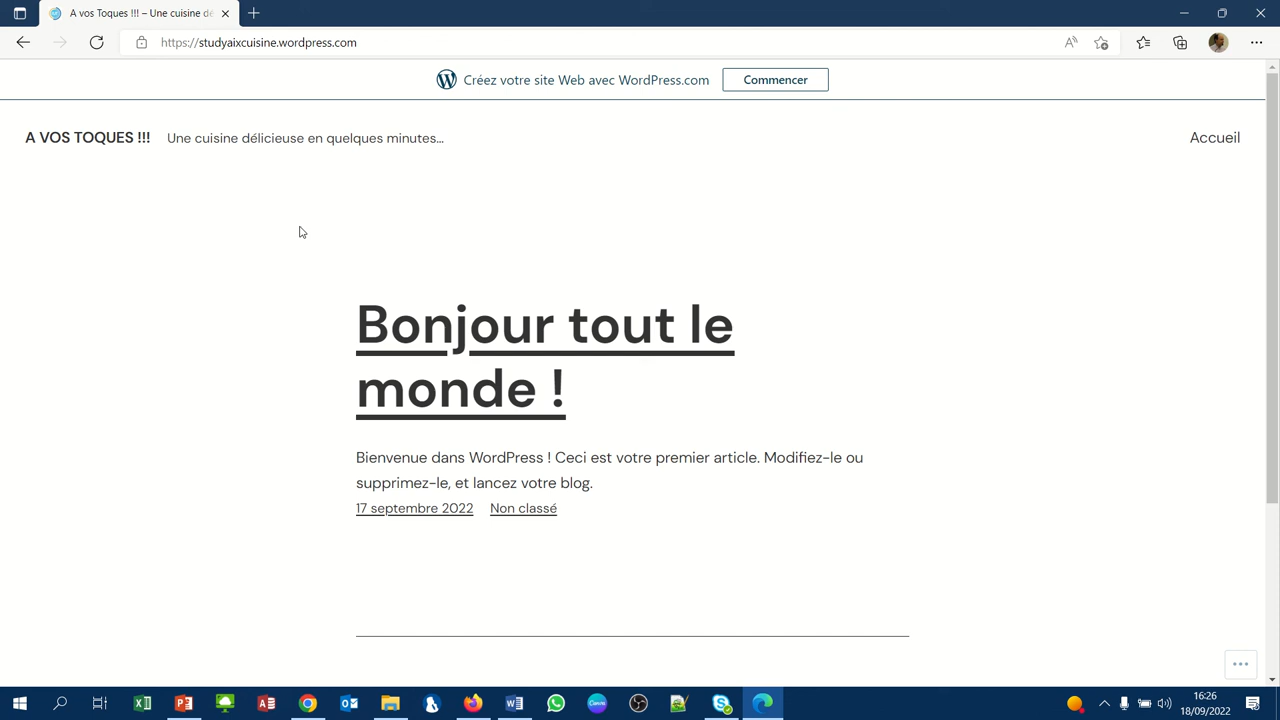 A vos Toques !!! – Une cuisine d
https://studyaixcuisine.wordpress.com
Créez votre site Web avec WordPress.com
Commencer
A VOS TOQUES !!!
Une cuisine délicieuse en quelques minutes...
Accueil
Bonjour tout le
monde !
Bienvenue dans WordPress ! Ceci est votre premier article. Modifiez-le ou
supprimez-le, et lancez votre blog.
17 septembre 2022 Non classé
16:26
18/09/2022